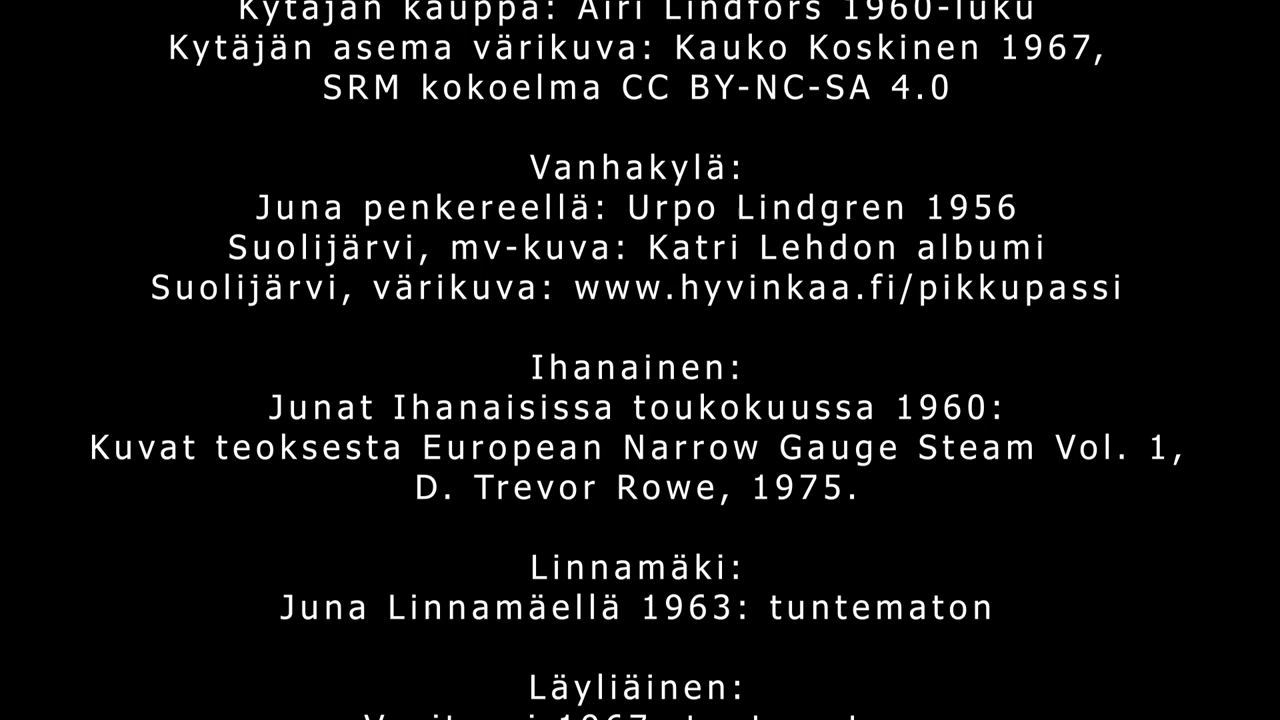 Kytäjän kauppa: Airi Lindfors 1960-luku
Kytäjän asema värikuva: Kauko Koskinen 1967,
SRM kokoelma CC BY-NC-SA 4.0
Vanhakylä:
Juna penkereellä: Urpo Lindgren 1956
Suolijärvi, mv-kuva: Katri Lehdon albumi
Suolijärvi, värikuva: www.hyvinkaa.fi/pikkupassi
Ihanainen:
Junat Ihanaisissa toukokuussa 1960:
Kuvat teoksesta European Narrow Gauge Steam Vol. 1,
D. Trevor Rowe, 1975.
Linnamäki:
Juna Linnamäellä 1963: tuntematon
Läyliäinen:
1967: